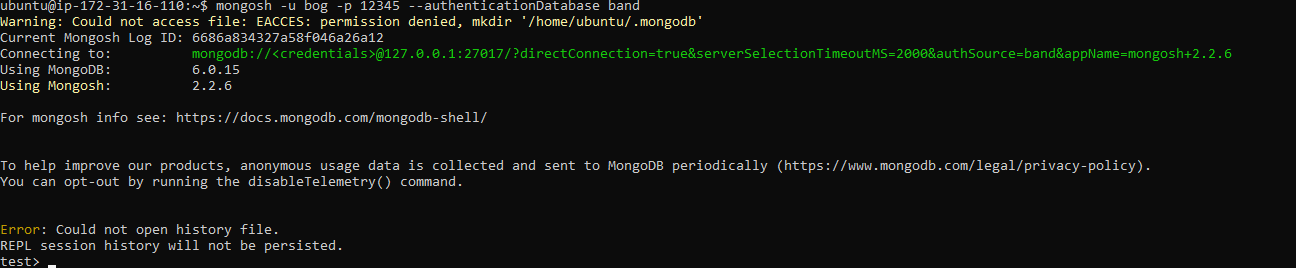 ubuntu@ip-172-31-16-110:~$ mongosh -u bog -p 12345 --authenticationDatabase band
Warning: Could not access file: EACCES: permission denied, mkdir '/home/ubuntu/.mongodb'
Current Mongosh Log ID: 6686a834327a58f046a26a12
Connecting to: mongodb://<credentials>@127.0.0.1:27017/?directConnection=true&serverSelectionTimeoutMS=2000&authSource=band&appName=mongosh+2.2.6
Using MongoDB: 6.0.15
Using Mongosh: 2.2.6
For mongosh info see: https://docs.mongodb.com/mongodb-shell/
To help improve our products, anonymous usage data is collected and sent to MongoDB periodically (https://www.mongodb.com/legal/privacy-policy).
You can opt-out by running the disableTelemetry() command.
Error: Could not open history file.
REPL session history will not be persisted.
test>